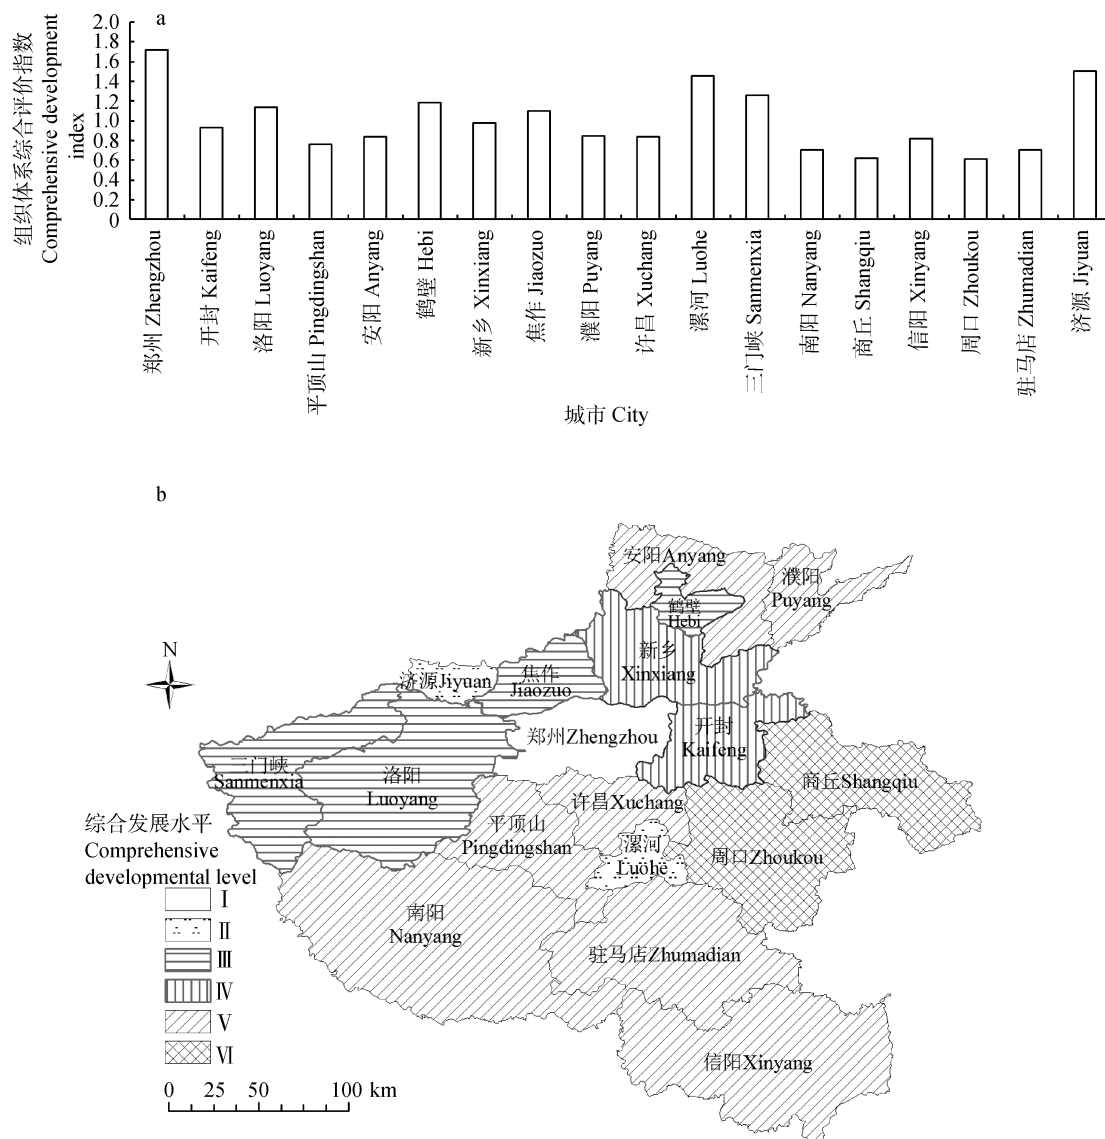 a
组织体系综合评价指数
Comprehensive development
index
2.0
1.8
1.6
1.4
1.2
1.0
0.8
0.6
0.4
0.2
0
郑州 Zhengzhou
开封 Kaifeng
洛阳 Luoyang
平顶山 Pingdingshan
安阳 Anyang
鹤壁 Hebi
新乡 Xinxiang
焦作 Jiaozuo
濮阳 Puyang
许昌 Xuchang
漯河 Luohe
三门峡 Sanmenxia
南阳 Nanyang
商丘 Shangqiu
信阳 Xinyang
周口 Zhoukou
驻马店 Zhumadian
济源 Jiyuan
城市 City
b
N
安阳Anyang
濮阳
Puyang
鹤壁
Hebi
新乡
Xinxiang
济源Jiyuan
焦作
Jiaozuo
郑州Zhengzhou
开封
Kaifeng
三门峡
Sanmenxia
洛阳
Luoyang
商丘Shangqiu
许昌Xuchang
平顶山
Pingdingshan
漯河
Luohe
周口Zhoukou
南阳
Nanyang
驻马店Zhumadian
信阳Xinyang
综合发展水平
Comprehensive
developmental level
Ⅰ
Ⅱ
Ⅲ
Ⅳ
Ⅴ
Ⅵ
0 25 50 100 km